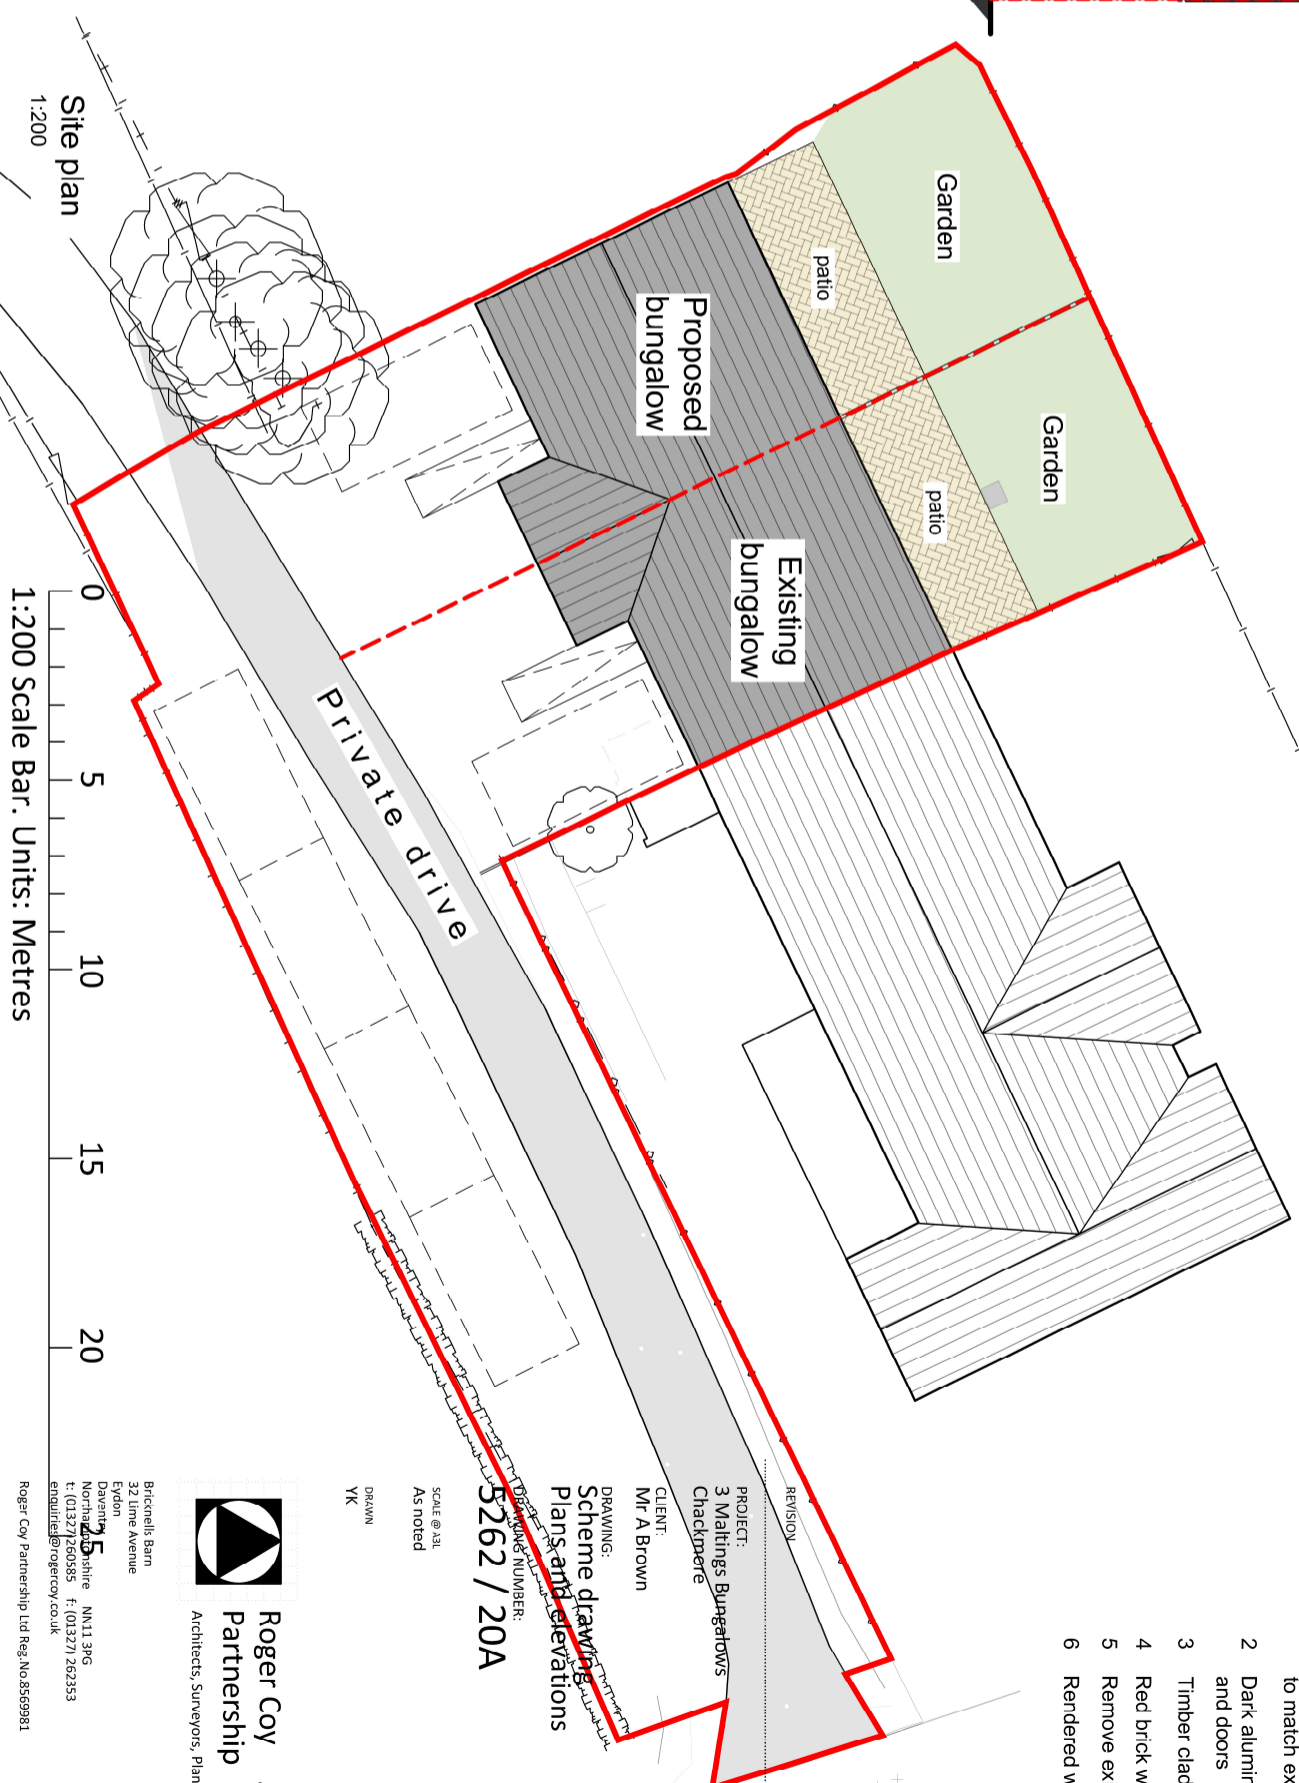 to match ex
2 Dark alumin
and doors
3 Timber clad
4 Red brick w
5 Remove ex
6 Rendered w
Garden
Garden
patio
patio
Proposed
bungalow
Existing
bungalow
Private drive
Site plan
1:200
0 5 10 15 20 25
1:200 Scale Bar. Units: Metres
REVISION
PROJECT:
3 Maltings Bungalows
Chackmore
CLIENT:
Mr A Brown
DRAWING:
Scheme drawing
Plans and elevations
DRAWING NUMBER:
5262 / 20A
SCALE @ A3L
As noted
DRAWN
YK
Roger Coy
Partnership
Architects, Surveyors, Plan
Bricknells Barn
32 Lime Avenue
Eydon
Daventry
Northamptonshire NN11 3PG
t: (01327) 260585 f: (01327) 262353
enquiries@rogercoy.co.uk
Roger Coy Partnership Ltd Reg.No.8569981